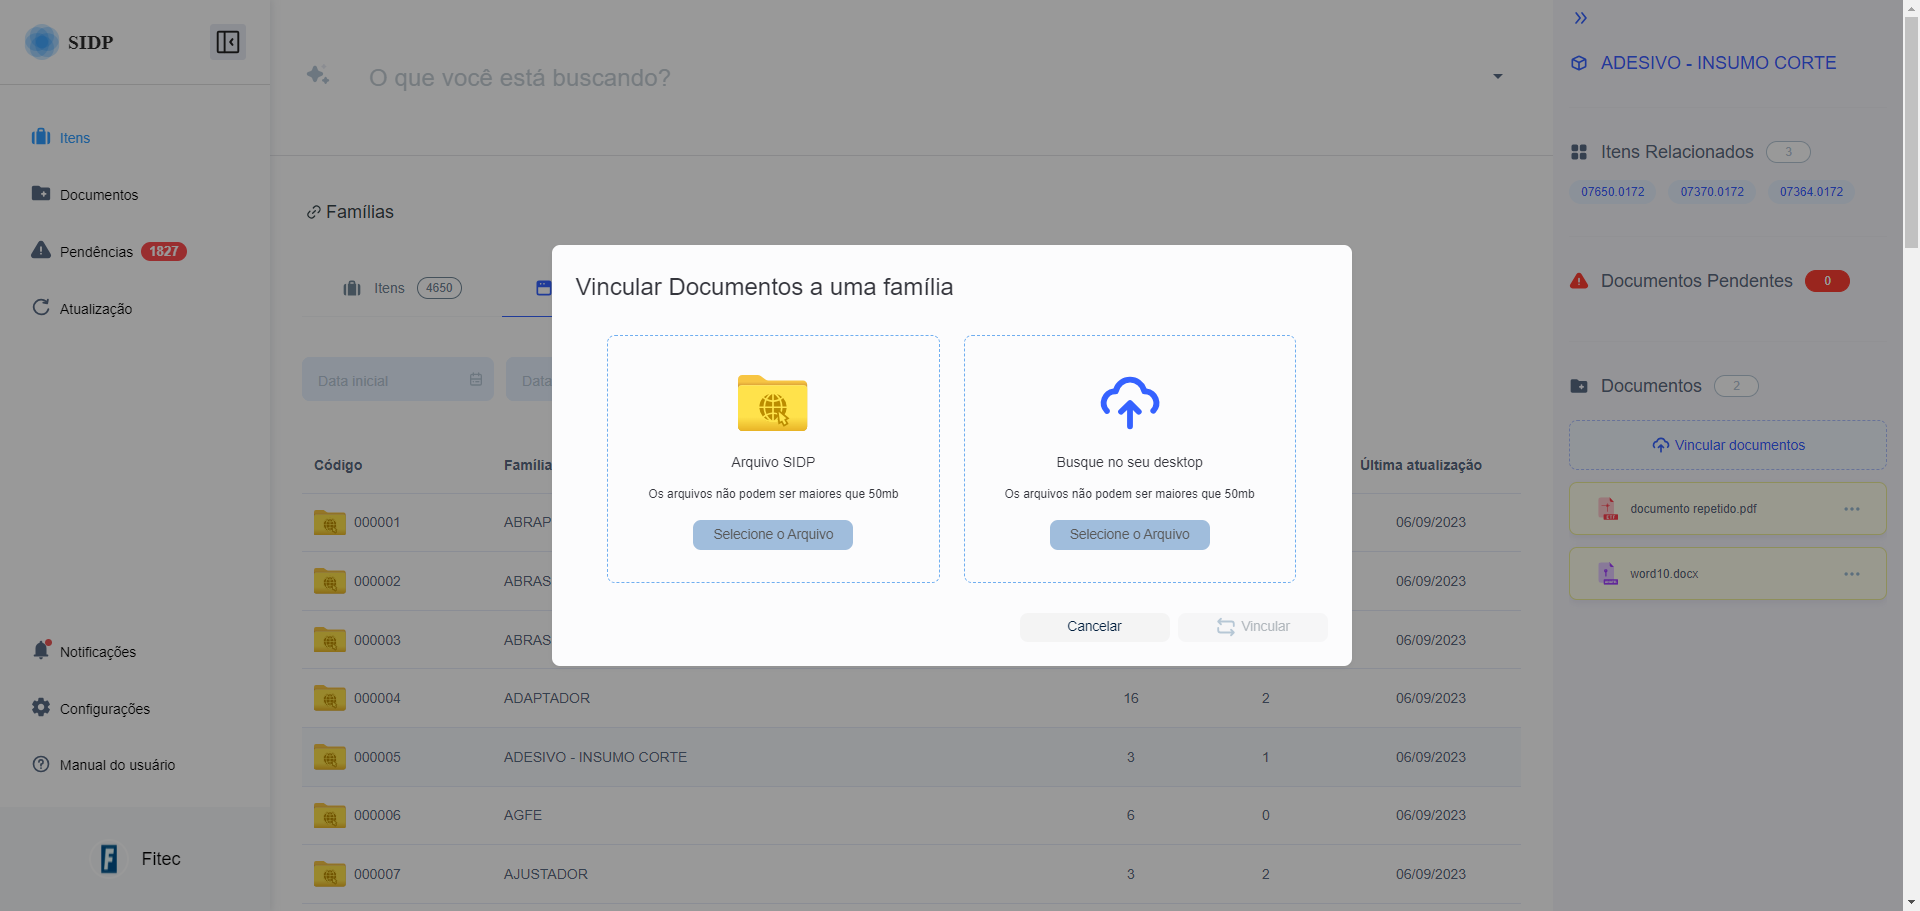 SIDP
Itens
Documentos
Pendências 1827
Atualização
Notificações
Configurações
Manual do usuário
Fitec
O que você está buscando?
Famílias
Itens 4650
Data inicial
Data
Código Família Última atualização
000001 ABRAP 06/09/2023
000002 ABRAS 06/09/2023
000003 ABRAS 06/09/2023
000004 ADAPTADOR 16 2 06/09/2023
000005 ADESIVO - INSUMO CORTE 3 1 06/09/2023
000006 AGFE 6 0 06/09/2023
000007 AJUSTADOR 3 2 06/09/2023
Vincular Documentos a uma família
Arquivo SIDP
Os arquivos não podem ser maiores que 50mb
Selecione o Arquivo
Busque no seu desktop
Os arquivos não podem ser maiores que 50mb
Selecione o Arquivo
Cancelar
Vincular
ADESIVO - INSUMO CORTE
Itens Relacionados 3
07650.0172 07370.0172 07364.0172
Documentos Pendentes 0
Documentos 2
Vincular documentos
documento repetido.pdf
word10.docx